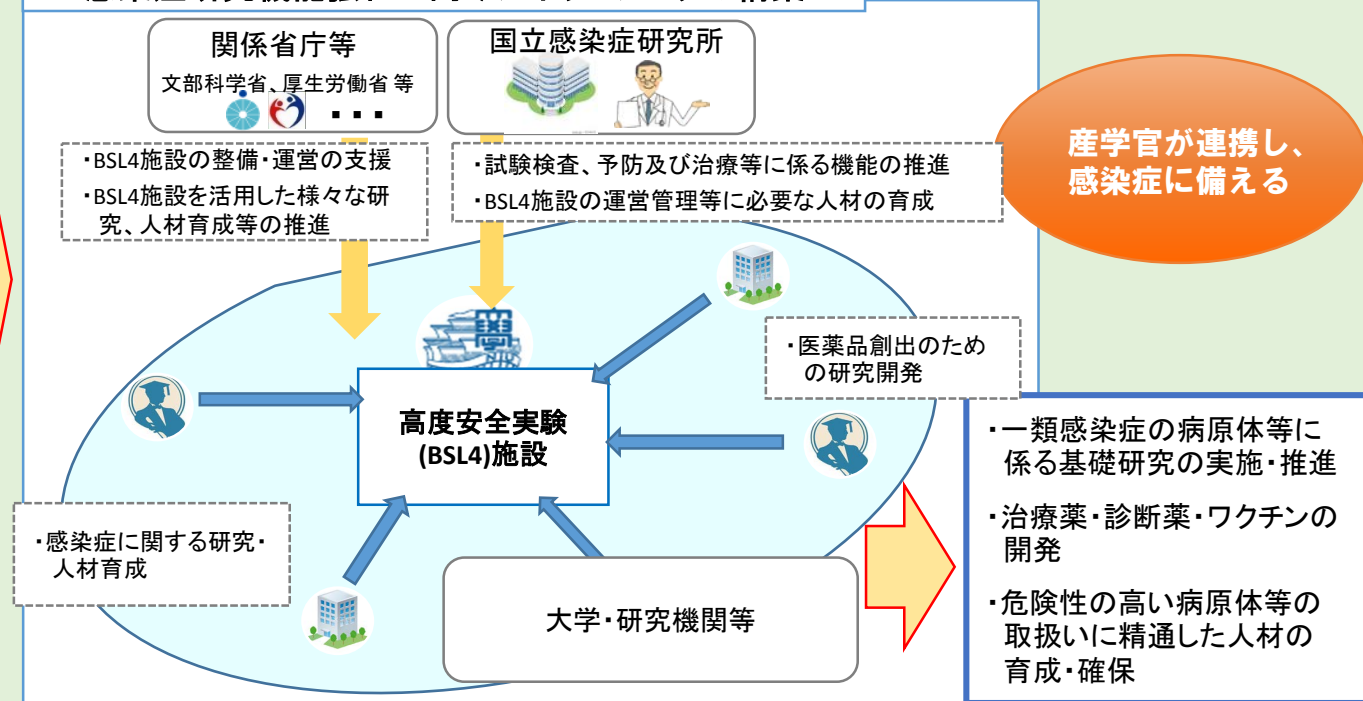 関係省庁等
文部科学省、厚生労働省 等
・・・
国立感染症研究所
・BSL4施設の整備・運営の支援
・BSL4施設を活用した様々な研
究、人材育成等の推進
・試験検査、予防及び治療等に係る機能の推進
・BSL4施設の運営管理等に必要な人材の育成
産学官が連携し、
感染症に備える
・医薬品創出のため
の研究開発
高度安全実験
(BSL4)施設
・感染症に関する研究・
人材育成
大学・研究機関等
・一類感染症の病原体等に
係る基礎研究の実施・推進
・治療薬・診断薬・ワクチンの
開発
・危険性の高い病原体等の
取扱いに精通した人材の
育成・確保